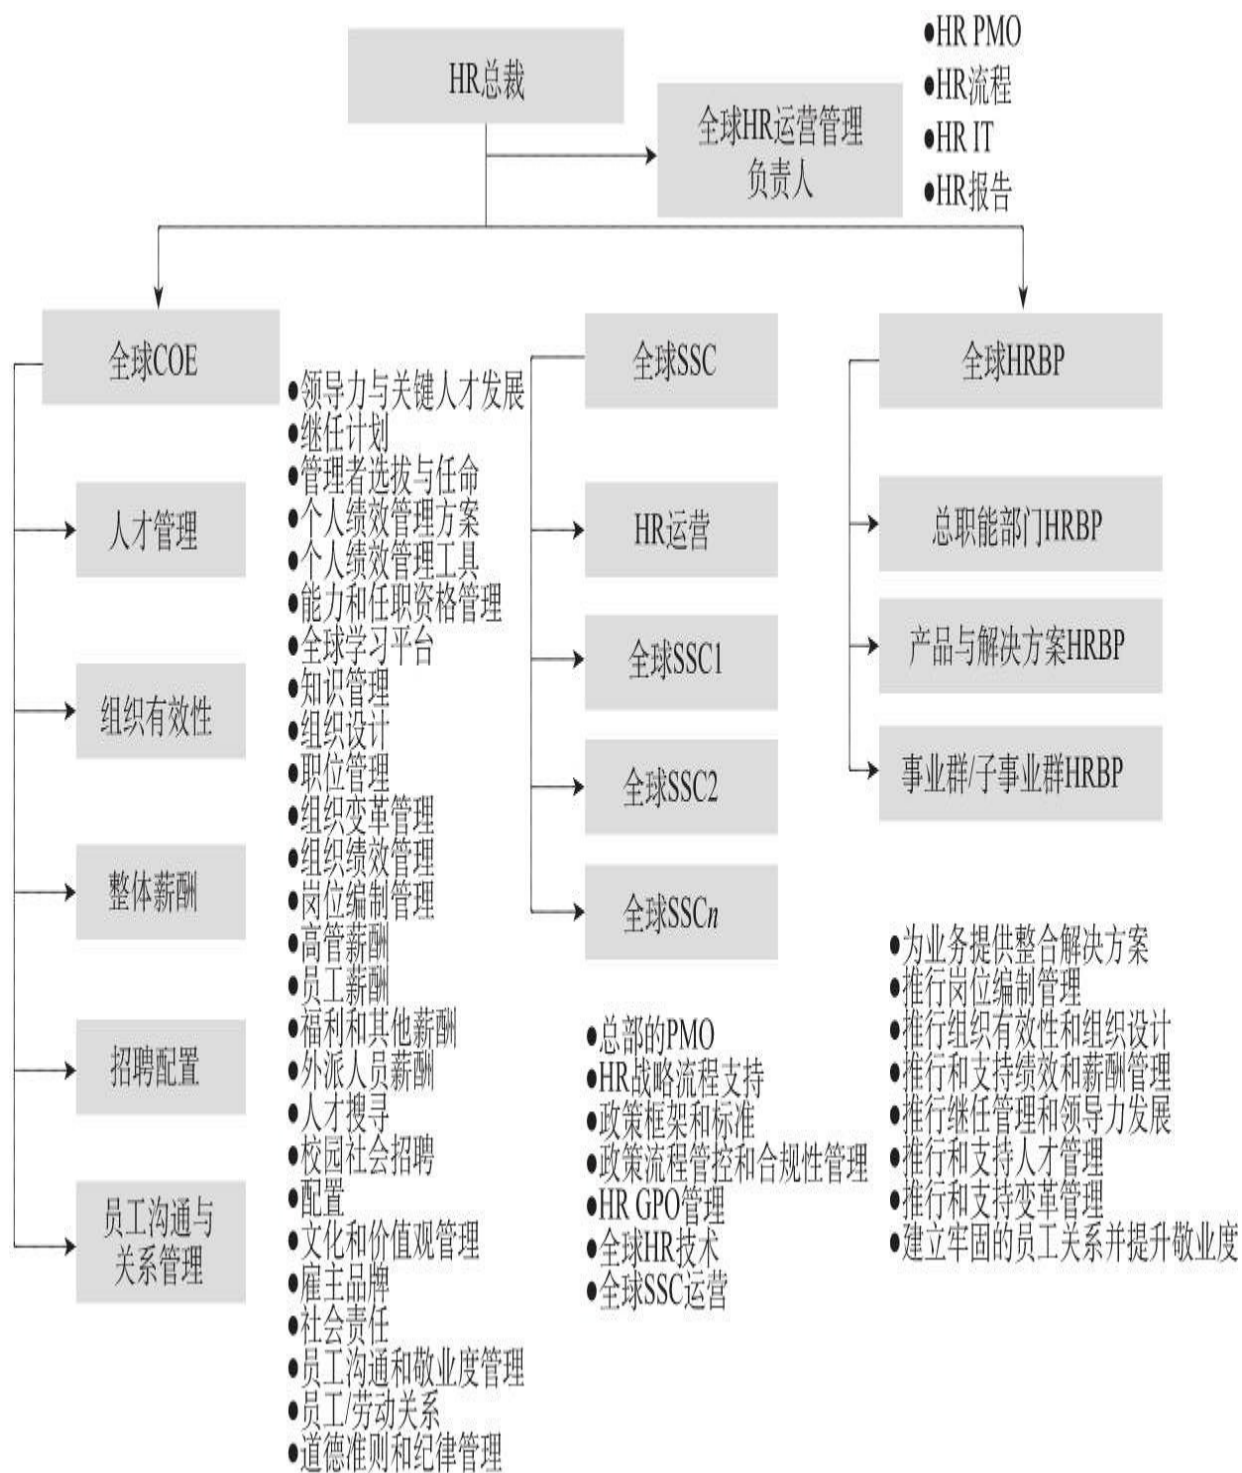 HR总裁
全球HR运营管理
负责人
●HR PMO
●HR流程
●HR IT
●HR报告
全球COE
人才管理
组织有效性
整体薪酬
招聘配置
员工沟通与
关系管理
●领导力与关键人才发展
●继任计划
●管理者选拔与任命
●个人绩效管理方案
●个人绩效管理工具
●能力和任职资格管理
●全球学习平台
●知识管理
●组织设计
●职位管理
●组织变革管理
●组织绩效管理
●岗位编制管理
●高管薪酬
●员工薪酬
●福利和其他薪酬
●外派人员薪酬
●人才搜寻
●校园社会招聘
●配置
●文化和价值观管理
●雇主品牌
●社会责任
●员工沟通和敬业度管理
●员工/劳动关系
●道德准则和纪律管理
全球SSC
HR运营
全球SSC1
全球SSC2
全球SSCn
●总部的PMO
●HR战略流程支持
●政策框架和标准
●政策流程管控和合规性管理
●HR GPO管理
●全球HR技术
●全球SSC运营
全球HRBP
总职能部门HRBP
产品与解决方案HRBP
事业群/子事业群HRBP
●为业务提供整合解决方案
●推行岗位编制管理
●推行组织有效性和组织设计
●推行和支持绩效和薪酬管理
●推行继任管理和领导力发展
●推行和支持人才管理
●推行和支持变革管理
●建立牢固的员工关系并提升敬业度